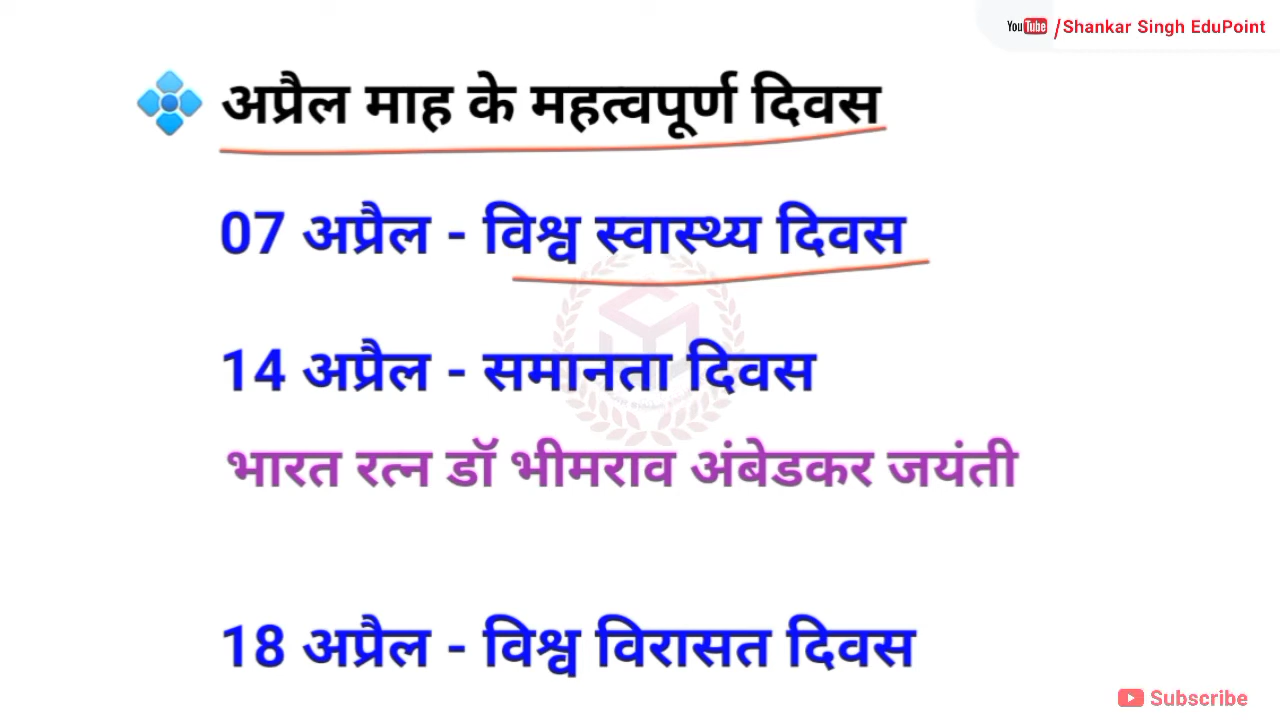 YouTube /Shankar Singh EduPoint
अप्रैल माह के महत्वपूर्ण दिवस
07 अप्रैल - विश्व स्वास्थ्य दिवस
14 अप्रैल - समानता दिवस
भारत रत्न डॉ भीमराव अंबेडकर जयंती
18 अप्रैल - विश्व विरासत दिवस
Subscribe